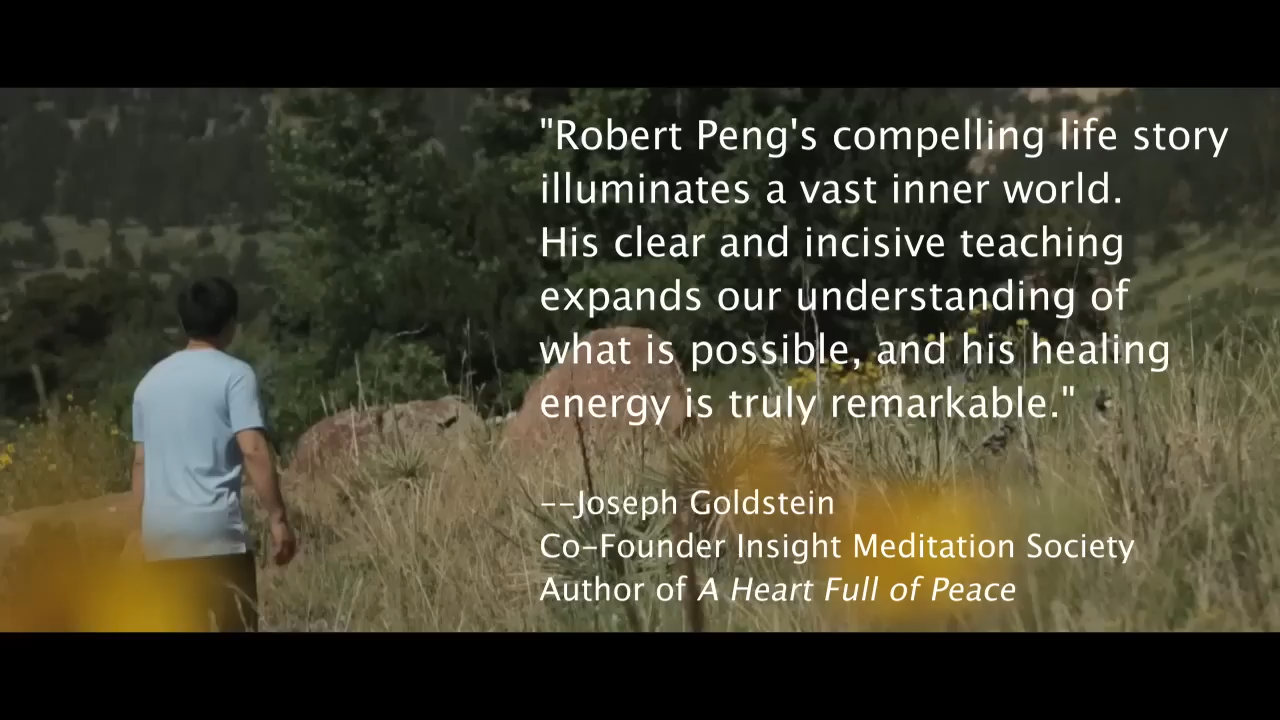 "Robert Peng's compelling life story
illuminates a vast inner world.
His clear and incisive teaching
expands our understanding of
what is possible, and his healing
energy is truly remarkable."
--Joseph Goldstein
Co-Founder Insight Meditation Society
Author of A Heart Full of Peace